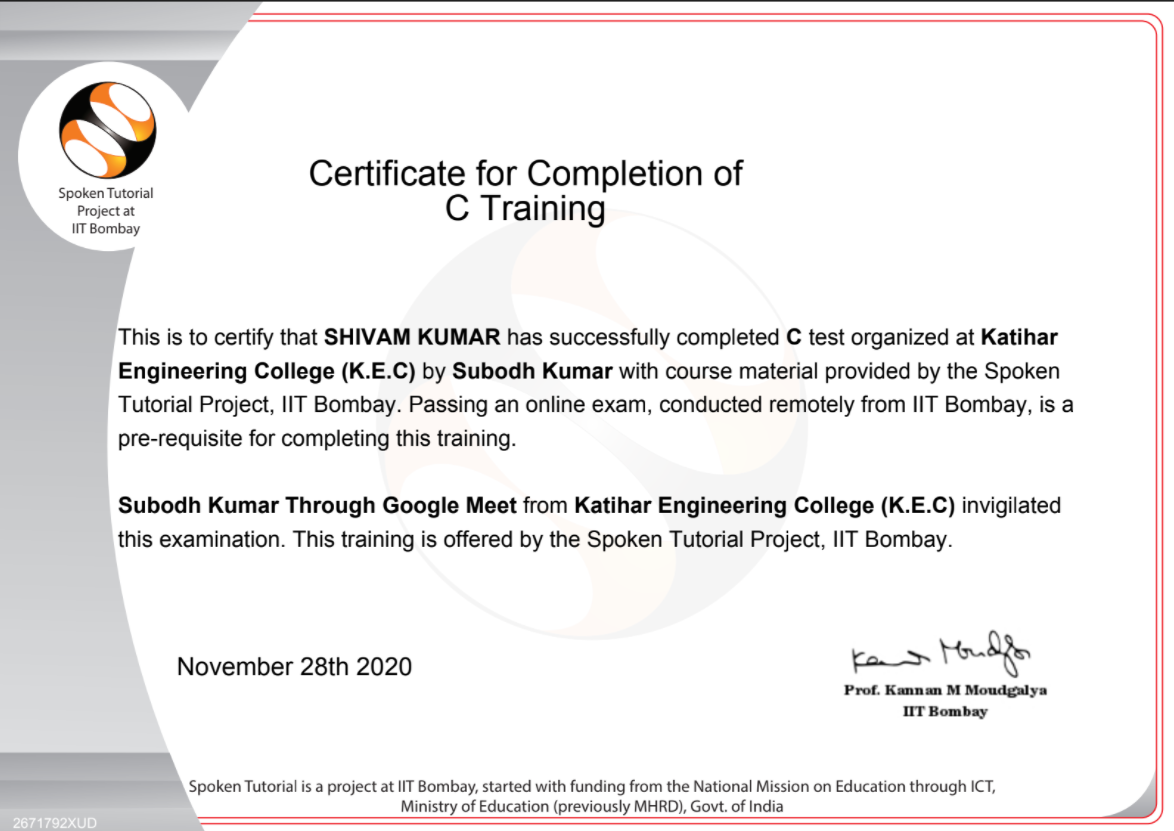 Spoken Tutorial
Project at
IIT Bombay
Certificate for Completion of
C Training
This is to certify that SHIVAM KUMAR has successfully completed C test organized at Katihar
Engineering College (K.E.C) by Subodh Kumar with course material provided by the Spoken
Tutorial Project, IIT Bombay. Passing an online exam, conducted remotely from IIT Bombay, is a
pre-requisite for completing this training.
Subodh Kumar Through Google Meet from Katihar Engineering College (K.E.C) invigilated
this examination. This training is offered by the Spoken Tutorial Project, IIT Bombay.
November 28th 2020
Prof. Kannan M Moudgalya
IIT Bombay
Spoken Tutorial is a project at IIT Bombay, started with funding from the National Mission on Education through ICT,
Ministry of Education (previously MHRD), Govt. of India
2671792XUD